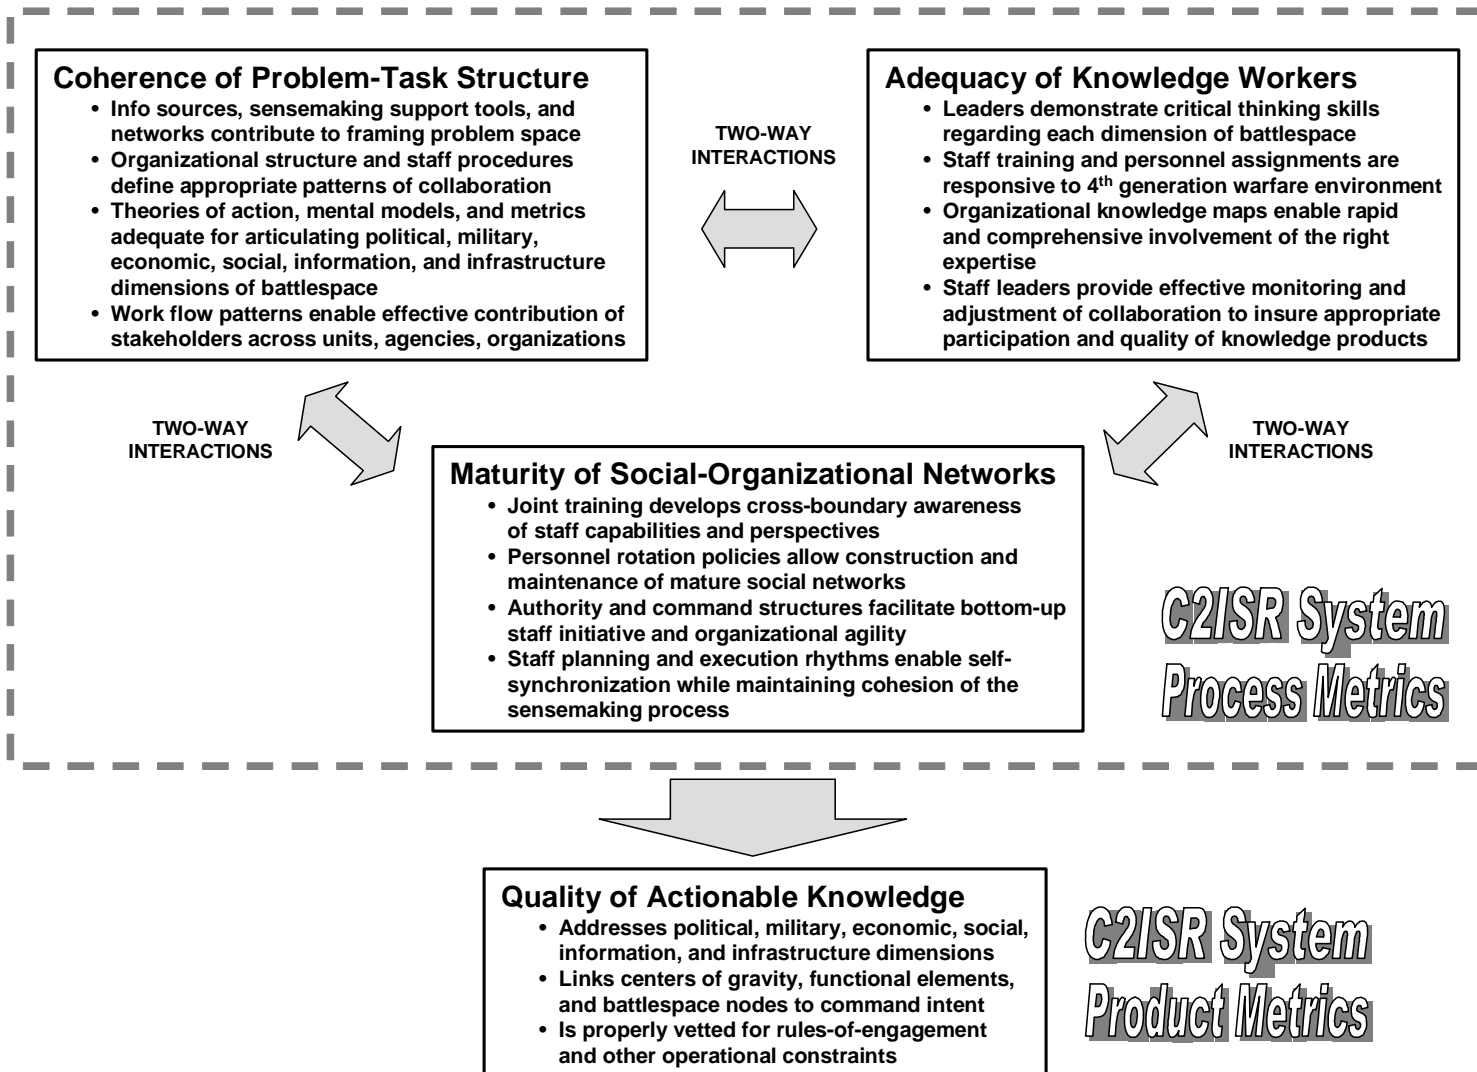 Coherence of Problem-Task Structure
• Info sources, sensemaking support tools, and
networks contribute to framing problem space
• Organizational structure and staff procedures
define appropriate patterns of collaboration
• Theories of action, mental models, and metrics
adequate for articulating political, military,
economic, social, information, and infrastructure
dimensions of battlespace
• Work flow patterns enable effective contribution of
stakeholders across units, agencies, organizations
TWO-WAY
INTERACTIONS
Adequacy of Knowledge Workers
• Leaders demonstrate critical thinking skills
regarding each dimension of battlespace
• Staff training and personnel assignments are
responsive to 4th generation warfare environment
• Organizational knowledge maps enable rapid
and comprehensive involvement of the right
expertise
• Staff leaders provide effective monitoring and
adjustment of collaboration to insure appropriate
participation and quality of knowledge products
TWO-WAY
INTERACTIONS
TWO-WAY
INTERACTIONS
Maturity of Social-Organizational Networks
• Joint training develops cross-boundary awareness
of staff capabilities and perspectives
• Personnel rotation policies allow construction and
maintenance of mature social networks
• Authority and command structures facilitate bottom-up
staff initiative and organizational agility
• Staff planning and execution rhythms enable self-
synchronization while maintaining cohesion of the
sensemaking process
C2ISR System
Process Metrics
Quality of Actionable Knowledge
• Addresses political, military, economic, social,
information, and infrastructure dimensions
• Links centers of gravity, functional elements,
and battlespace nodes to command intent
• Is properly vetted for rules-of-engagement
and other operational constraints
C2ISR System
Product Metrics